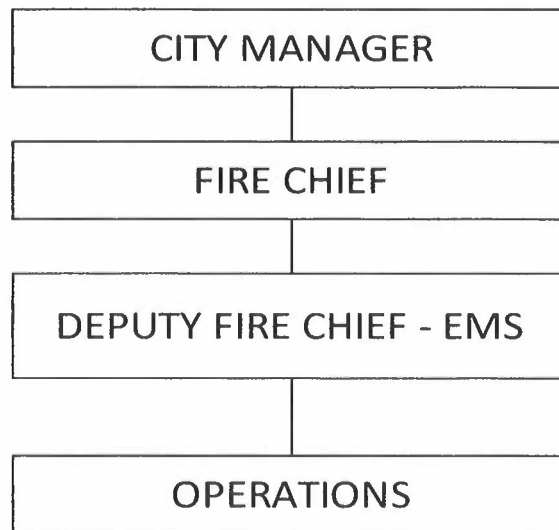 CITY MANAGER
FIRE CHIEF
DEPUTY FIRE CHIEF - EMS
OPERATIONS